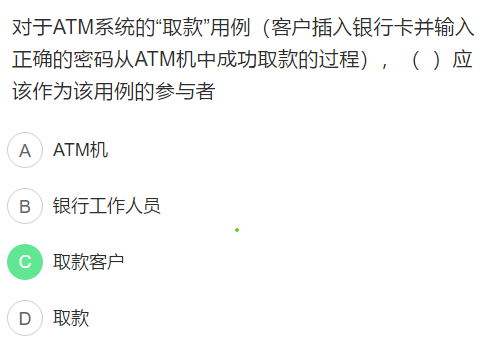 对于ATM系统的“取款”用例（客户插入银行卡并输入
正确的密码从ATM机中成功取款的过程），（  ）应
该作为该用例的参与者
A ATM机
B 银行工作人员
C 取款客户
D 取款